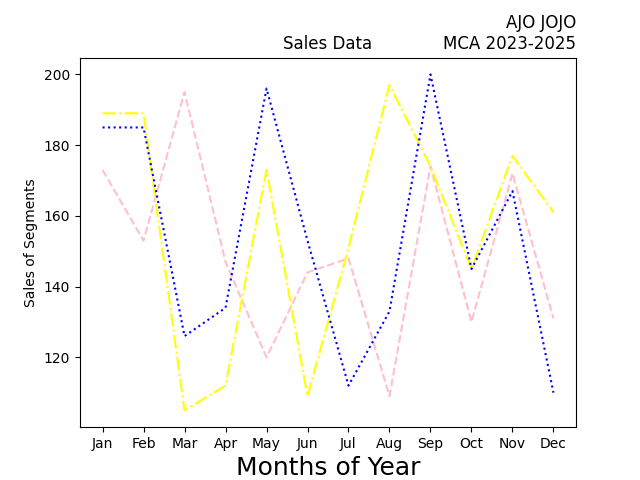 AJO JOJO
Sales Data MCA 2023-2025
200
180
160
140
120
Sales of Segments
Jan Feb Mar Apr May Jun Jul Aug Sep Oct Nov Dec
Months of Year